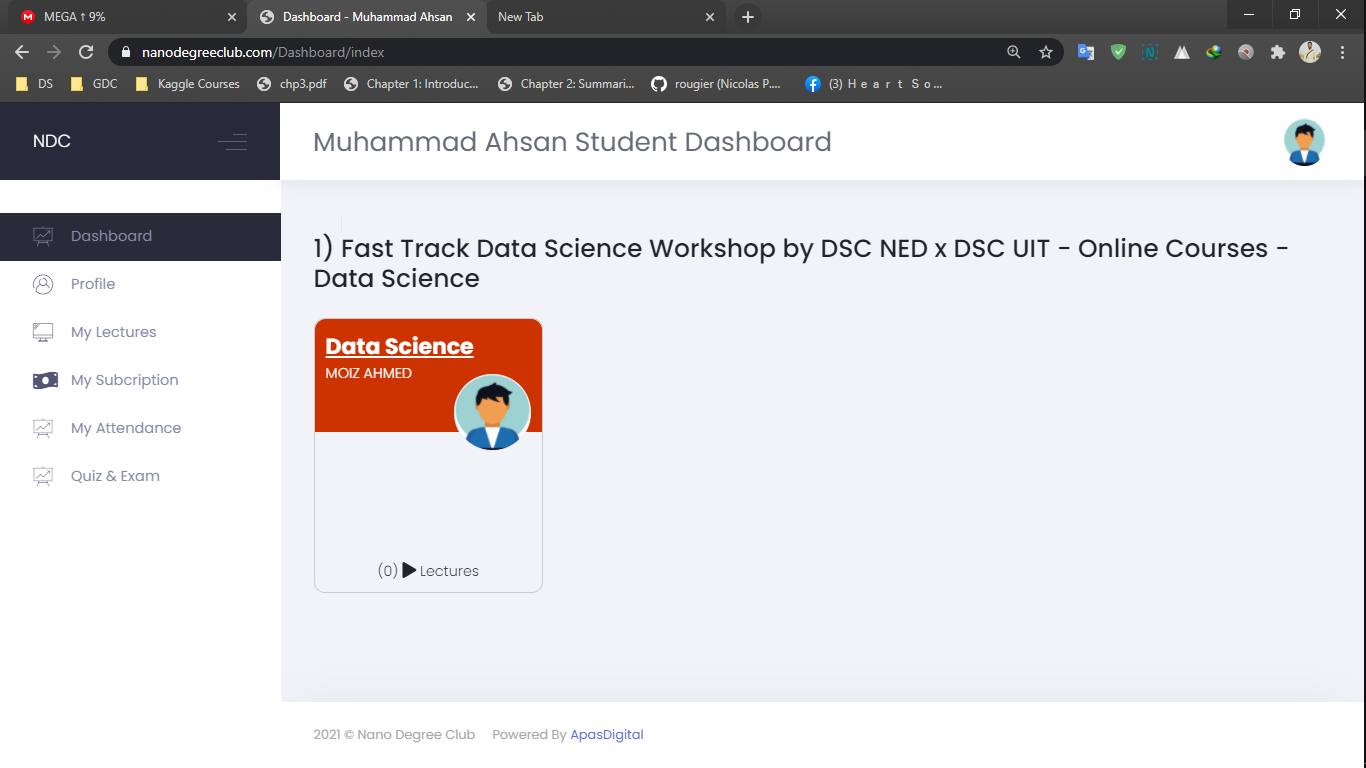 MEGA ↑ 9%
Dashboard - Muhammad Ahsan
New Tab
nanodegreeclub.com/Dashboard/index
DS
GDC
Kaggle Courses
chp3.pdf
Chapter 1: Introduc...
Chapter 2: Summari...
rougier (Nicolas P....
(3) H e a r t S o...
NDC
Muhammad Ahsan Student Dashboard
Dashboard
Profile
My Lectures
My Subcription
My Attendance
Quiz & Exam
1) Fast Track Data Science Workshop by DSC NED x DSC UIT - Online Courses -
Data Science
Data Science
MOIZ AHMED
(0) Lectures
2021 © Nano Degree Club Powered By ApasDigital